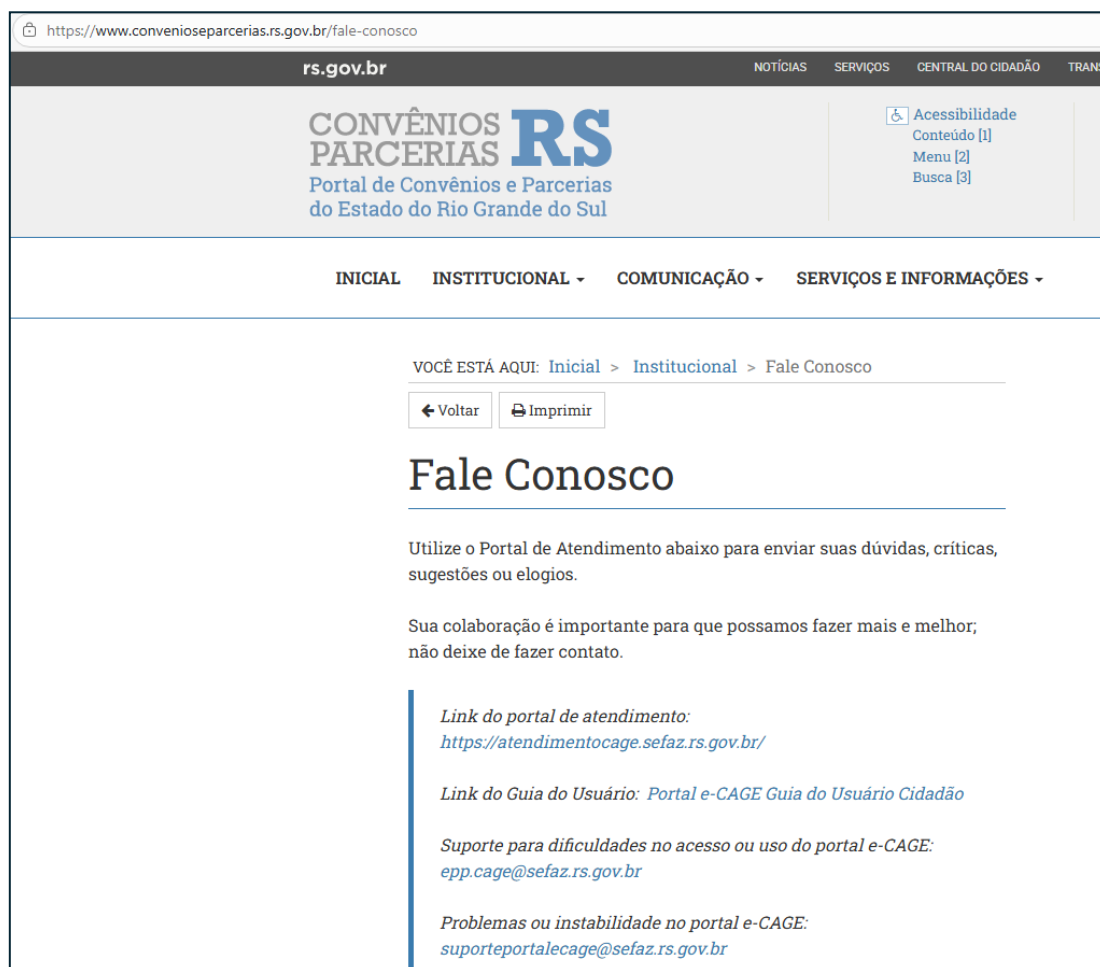 https://www.convenioseparcerias.rs.gov.br/fale-conosco
rs.gov.br
NOTÍCIAS SERVIÇOS CENTRAL DO CIDADÃO
CONVÊNIOS
PARCERIAS RS
Portal de Convênios e Parcerias
do Estado do Rio Grande do Sul
Acessibilidade
Conteúdo [1]
Menu [2]
Busca [3]
INICIAL INSTITUCIONAL COMUNICAÇÃO SERVIÇOS E INFORMAÇÕES
VOCÊ ESTÁ AQUI: Inicial > Institucional > Fale Conosco
Voltar Imprimir
Fale Conosco
Utilize o Portal de Atendimento abaixo para enviar suas dúvidas, críticas,
sugestões ou elogios.
Sua colaboração é importante para que possamos fazer mais e melhor;
não deixe de fazer contato.
Link do portal de atendimento:
https://atendimentocage.sefaz.rs.gov.br/
Link do Guia do Usuário: Portal e-CAGE Guia do Usuário Cidadão
Suporte para dificuldades no acesso ou uso do portal e-CAGE:
epp.cage@sefaz.rs.gov.br
Problemas ou instabilidade no portal e-CAGE:
suporteportalecage@sefaz.rs.gov.br